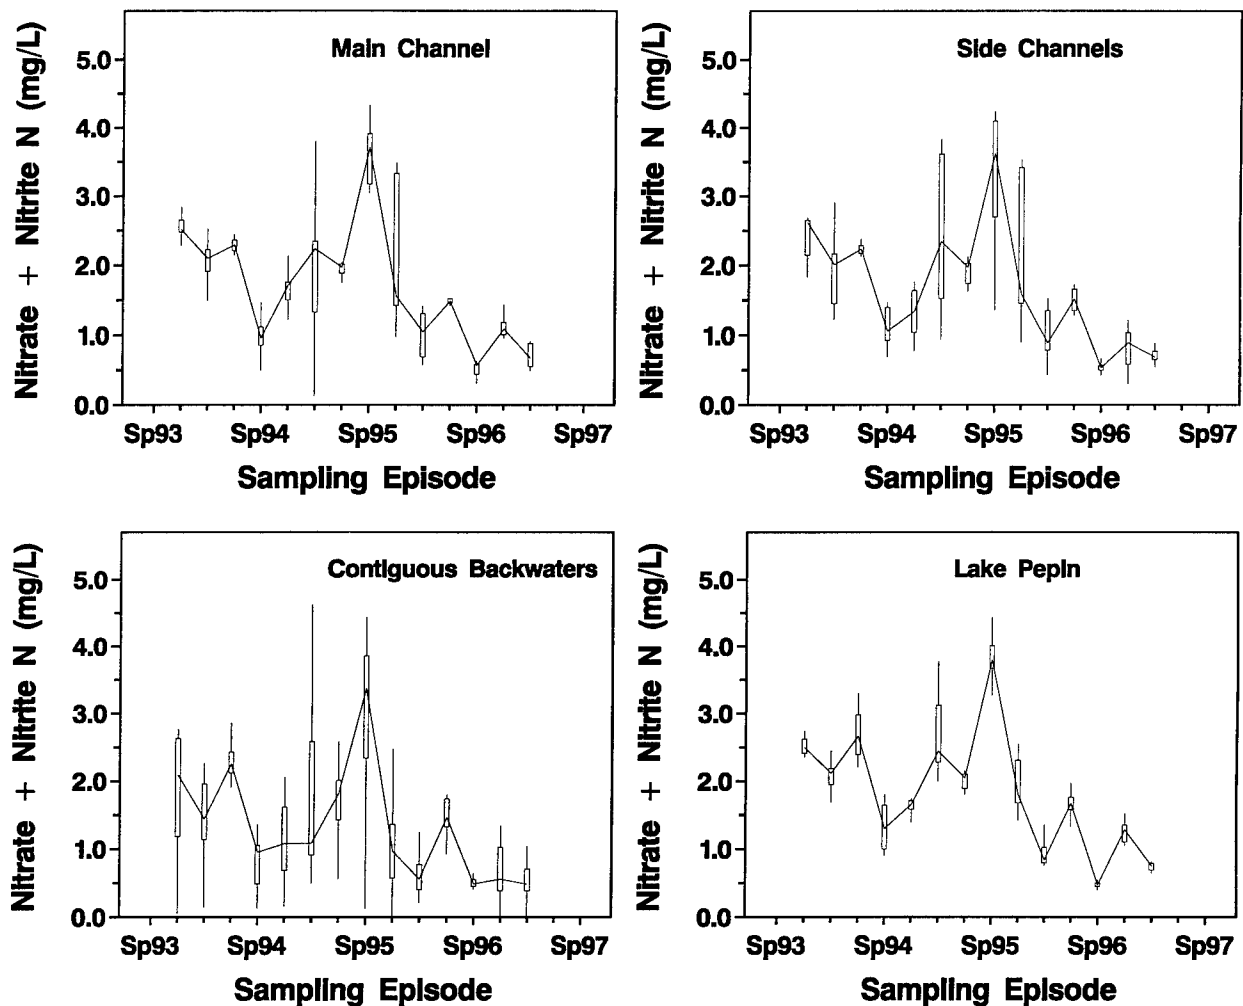 Main Channel
Nitrate + Nitrite N (mg/L)
5.0
4.0
3.0
2.0
1.0
0.0
Sp93 Sp94 Sp95 Sp96 Sp97
Sampling Episode
Side Channels
Nitrate + Nitrite N (mg/L)
5.0
4.0
3.0
2.0
1.0
0.0
Sp93 Sp94 Sp95 Sp96 Sp97
Sampling Episode
Contiguous Backwaters
Nitrate + Nitrite N (mg/L)
5.0
4.0
3.0
2.0
1.0
0.0
Sp93 Sp94 Sp95 Sp96 Sp97
Sampling Episode
Lake Pepin
Nitrate + Nitrite N (mg/L)
5.0
4.0
3.0
2.0
1.0
0.0
Sp93 Sp94 Sp95 Sp96 Sp97
Sampling Episode